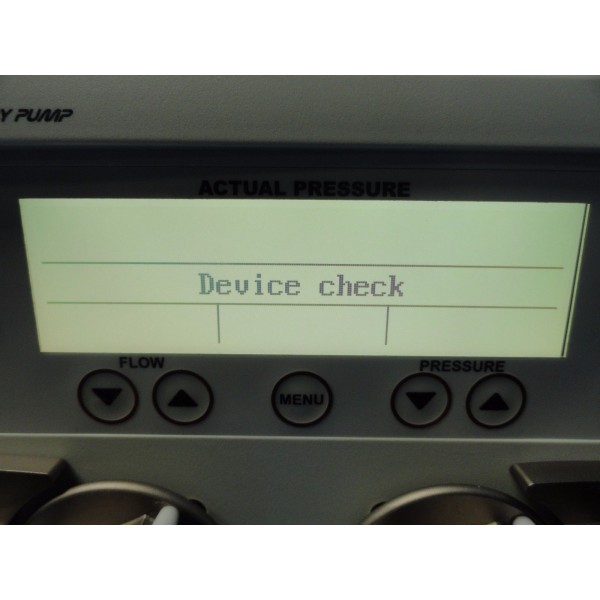 Y PUMP
ACTUAL PRESSURE
Device check
FLOW
PRESSURE
MENU